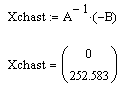 Xchast := A⁻¹·(−B)
Xchast = (0
252.583)